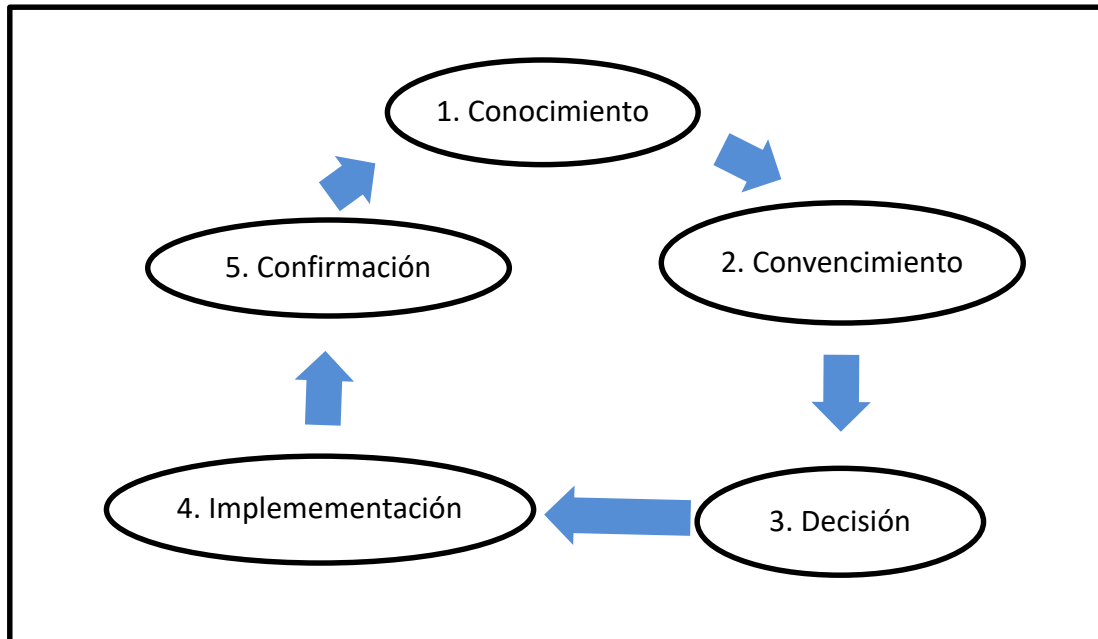 1. Conocimiento
2. Convencimiento
3. Decisión
4. Implemementación
5. Confirmación